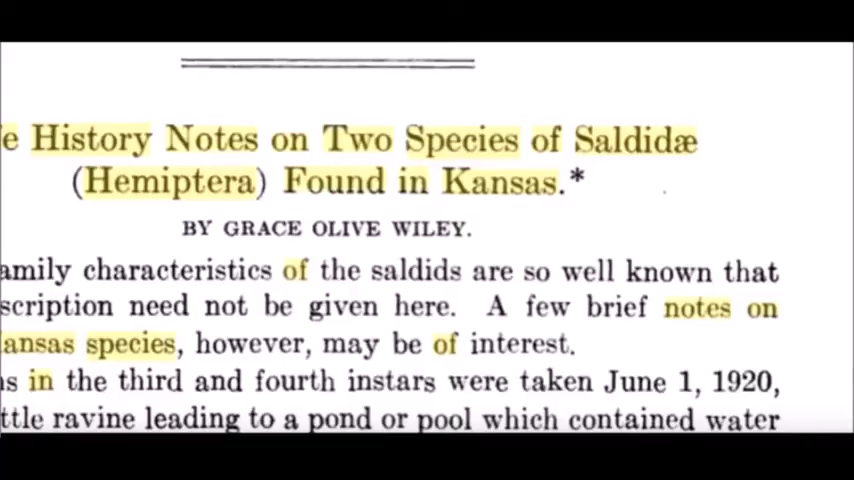 e History Notes on Two Species of Saldidæ
(Hemiptera) Found in Kansas.*
BY GRACE OLIVE WILEY.
amily characteristics of the saldids are so well known that
scription need not be given here. A few brief notes on
ansas species, however, may be of interest.
s in the third and fourth instars were taken June 1, 1920,
ttle ravine leading to a pond or pool which contained water